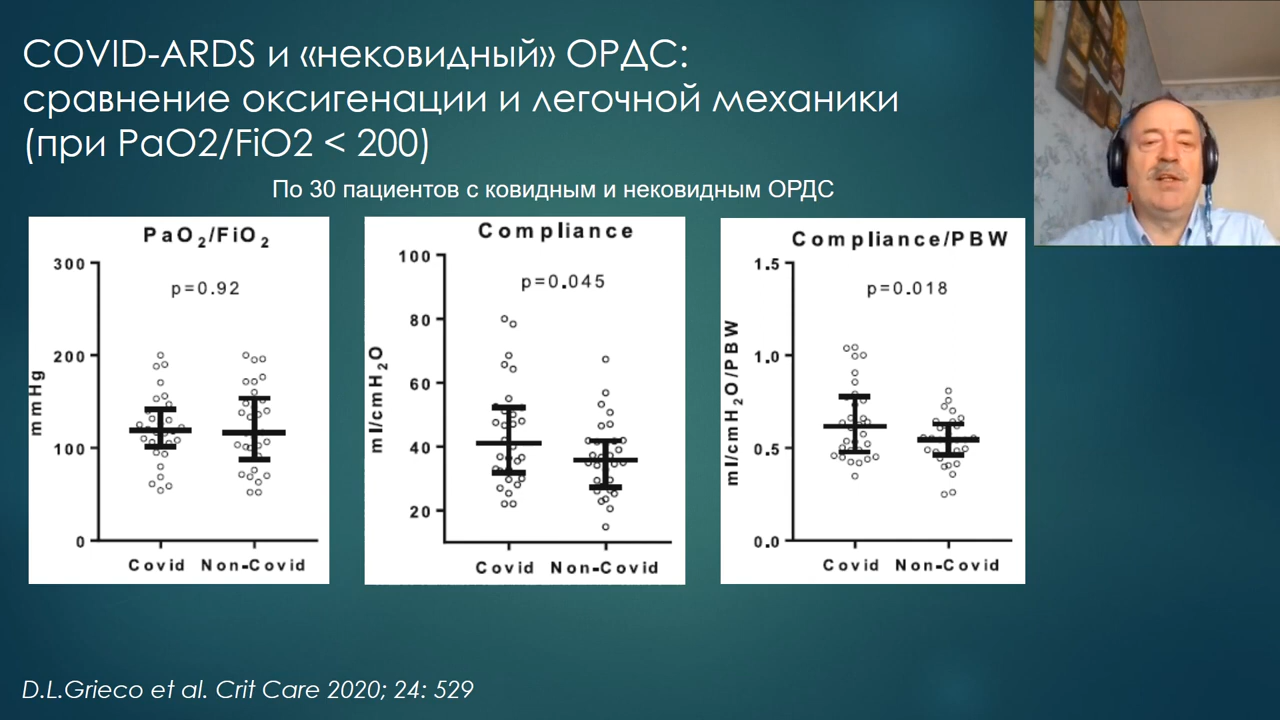 COVID-ARDS и «нековидный» ОРДС:
сравнение оксигенации и легочной механики
(при PaO2/FiO2 < 200)
По 30 пациентов с ковидным и нековидным ОРДС
PaO₂/FiO₂
p=0.92
300
200
100
0
mmHg
Covid Non-Covid
Compliance
p=0.045
100
80
60
40
20
ml/cmH₂O
Covid Non-Covid
Compliance/PBW
p=0.018
1.5
1.0
0.5
0.0
ml/cmH₂O/PBW
Covid Non-Covid
D.L.Grieco et al. Crit Care 2020; 24: 529